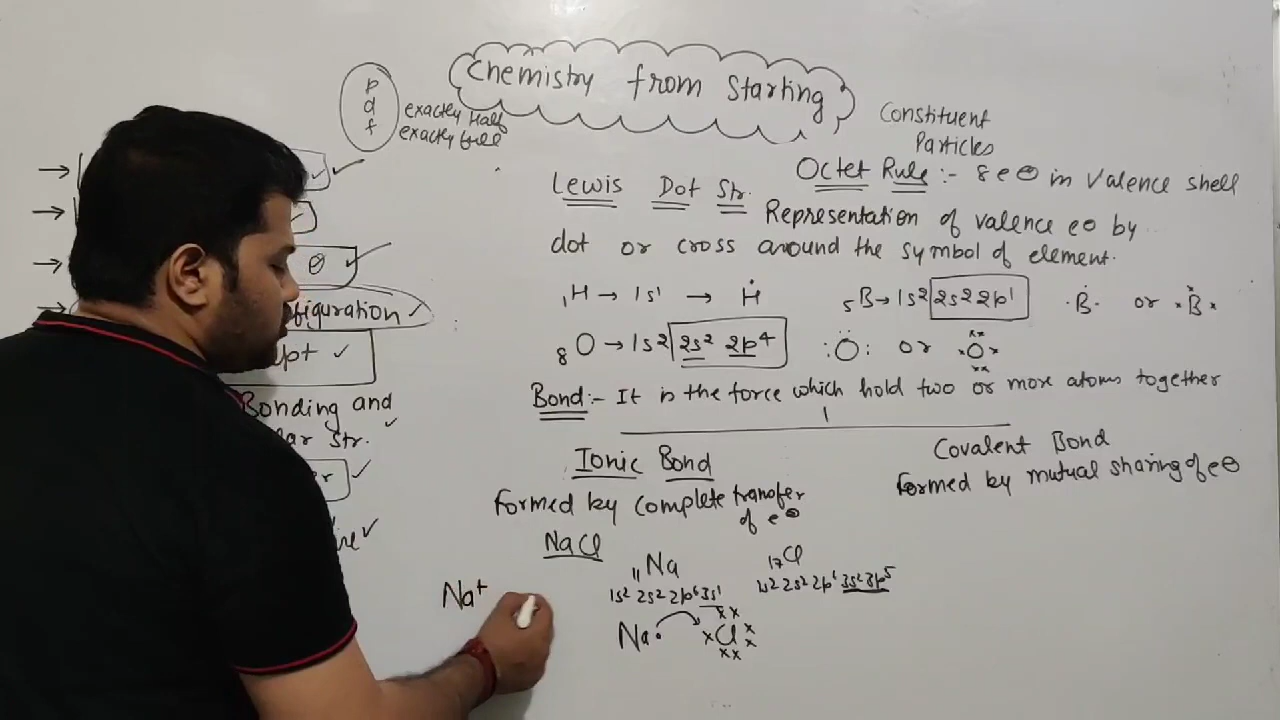 Chemistry from Starting
p
d
f
exactly Half
exactly full
Constituent
Particles
Octet Rule :- 8 e⊖ in Valence shell
Lewis Dot Str.
Representation of valence e⊖ by
dot or cross around the symbol of element.
₁H → 1s¹ → Ḣ
₅B → 1s² 2s² 2p¹ ·Ḃ· or ×B×
₈O → 1s² 2s² 2p⁴ :O: or ×O×
Bond :- It is the force which hold two or more atoms together
Ionic Bond
Covalent Bond
Formed by complete transfer
of e⊖
Formed by mutual sharing of e⊖
NaCl
₁₁Na
₁₇Cl
1s² 2s² 2p⁶ 3s¹
1s² 2s² 2p⁶ 3s² 3p⁵
Na⁺
Na· ×Cl
figuration ✓
pt ✓
Bonding and
lar Str. ✓